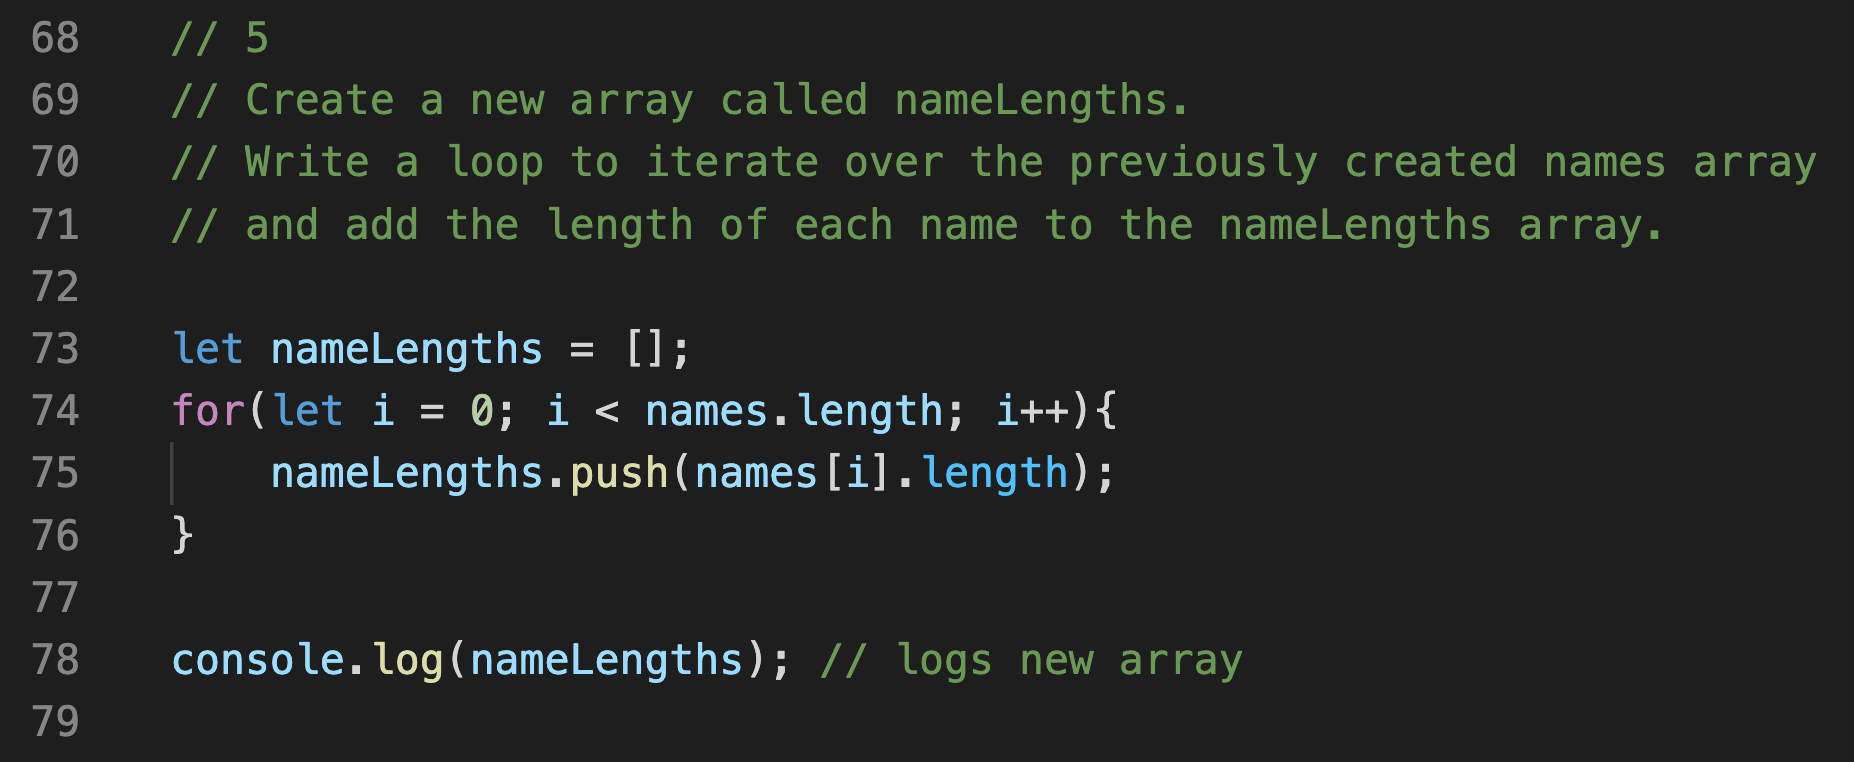 68 // 5
69 // Create a new array called nameLengths.
70 // Write a loop to iterate over the previously created names array
71 // and add the length of each name to the nameLengths array.
72
73 let nameLengths = [];
74 for(let i = 0; i < names.length; i++){
75     nameLengths.push(names[i].length);
76 }
77
78 console.log(nameLengths); // logs new array
79